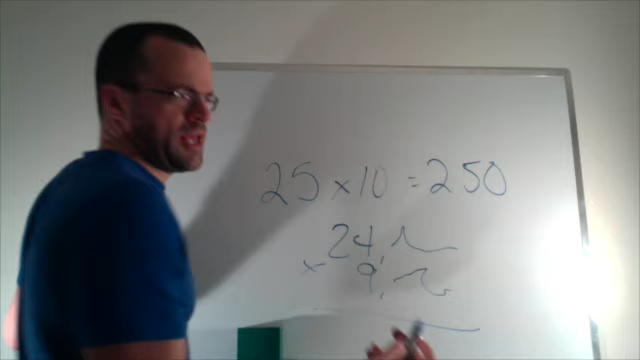 25 x 10 = 250
24,
x 9,